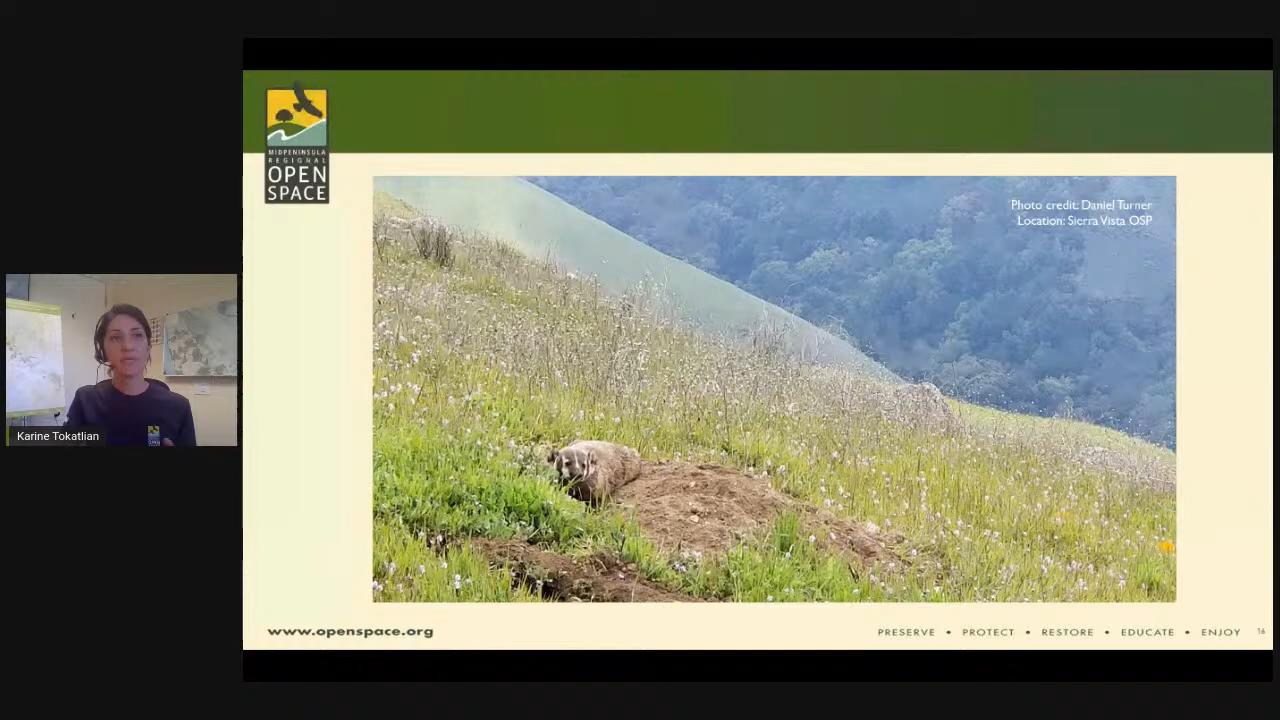 MIDPENINSULA
REGIONAL
OPEN
SPACE
Photo credit: Daniel Turner
Location: Sierra Vista OSP
Karine Tokatlian
www.openspace.org
PRESERVE • PROTECT • RESTORE • EDUCATE • ENJOY
16